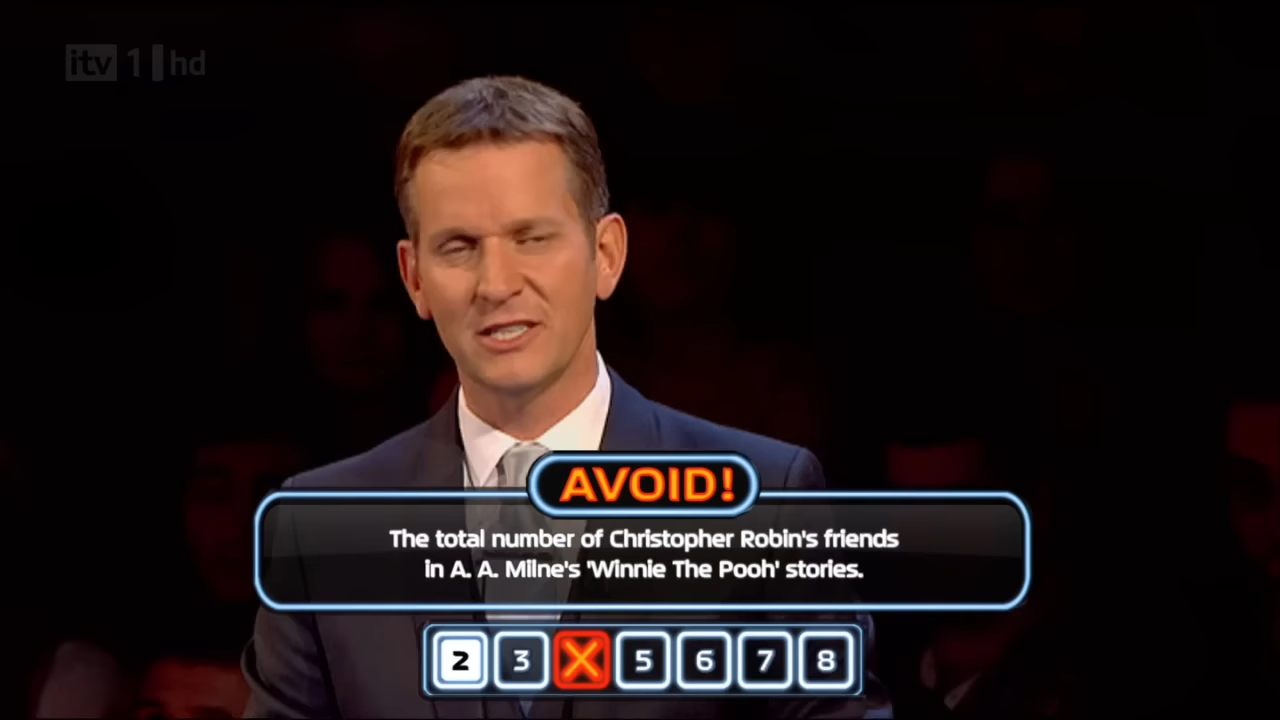 itv 1 hd
AVOID!
The total number of Christopher Robin's friends
in A. A. Milne's 'Winnie The Pooh' stories.
2 3 X 5 6 7 8